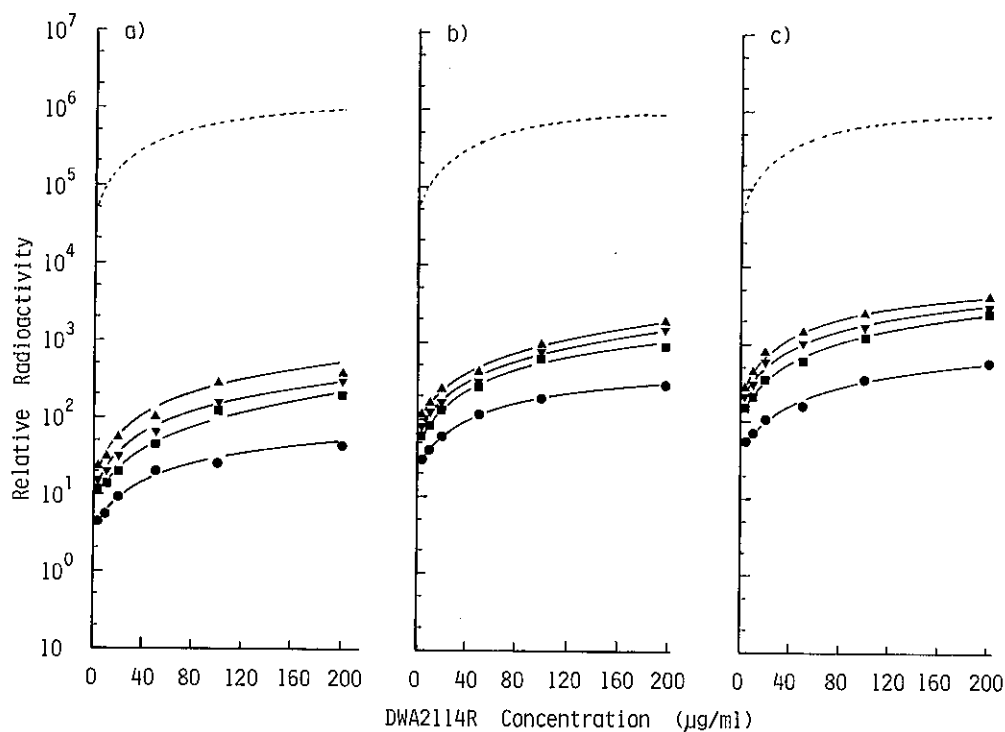 a) b) c)
10⁷
10⁶
10⁵
10⁴
10³
10²
10¹
10⁰
10
Relative Radioactivity
0 40 80 120 160 200 0 40 80 120 160 200 0 40 80 120 160 200
DWA2114R Concentration (µg/ml)